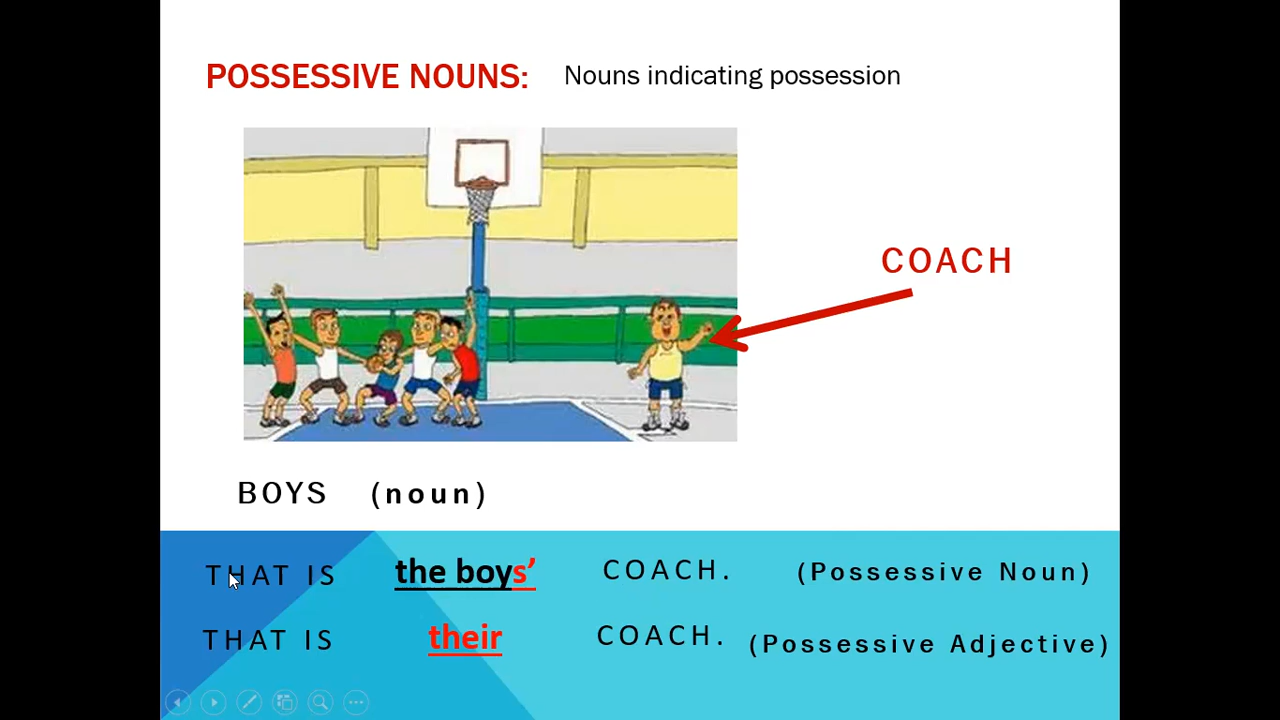 POSSESSIVE NOUNS: Nouns indicating possession
COACH
BOYS (noun)
THAT IS the boys’ COACH. (Possessive Noun)
THAT IS their COACH. (Possessive Adjective)